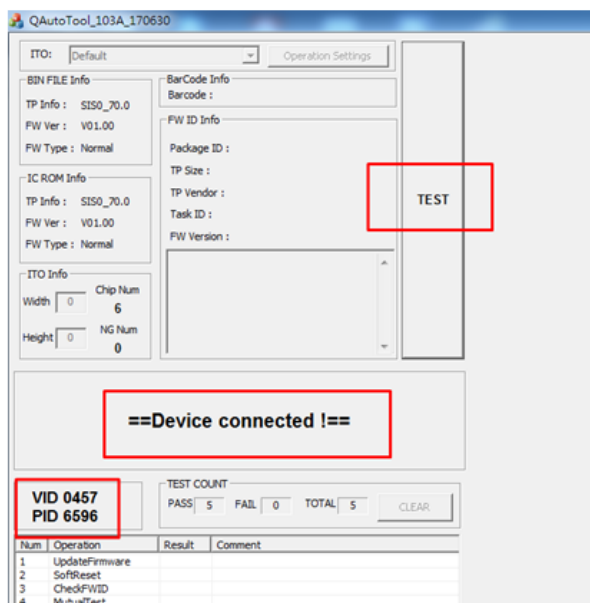 QAutoTool_103A_170630
ITO: Default Operation Settings
BIN FILE Info
TP Info : SIS0_70.0
FW Ver : V01.00
FW Type : Normal
BarCode Info
Barcode :
FW ID Info
Package ID :
TP Size :
TP Vendor :
Task ID :
FW Version :
TEST
IC ROM Info
TP Info : SIS0_70.0
FW Ver : V01.00
FW Type : Normal
ITO Info
Width 0 Chip Num
6
Height 0 NG Num
0
==Device connected !==
VID 0457
PID 6596
TEST COUNT
PASS 5 FAIL 0 TOTAL 5 CLEAR
Num Operation Result Comment
1 UpdateFirmware
2 SoftReset
3 CheckFWID
4 MutualTest